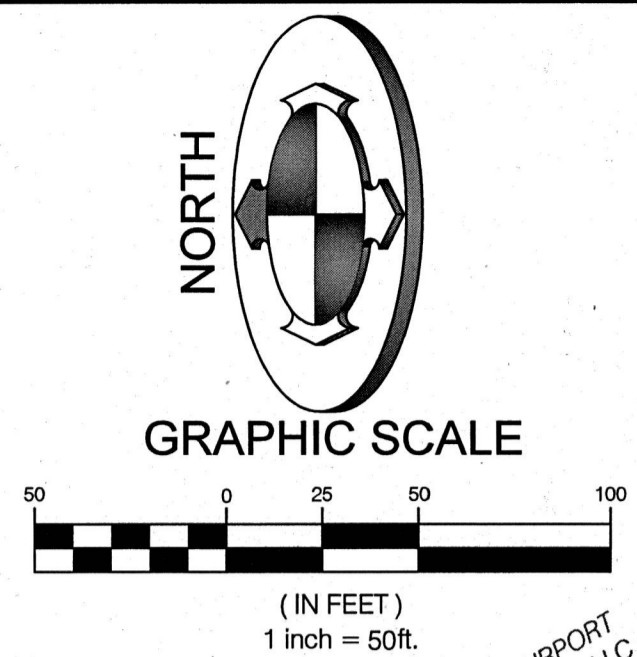 NORTH
GRAPHIC SCALE
50 0 25 50 100
( IN FEET )
1 inch = 50ft.